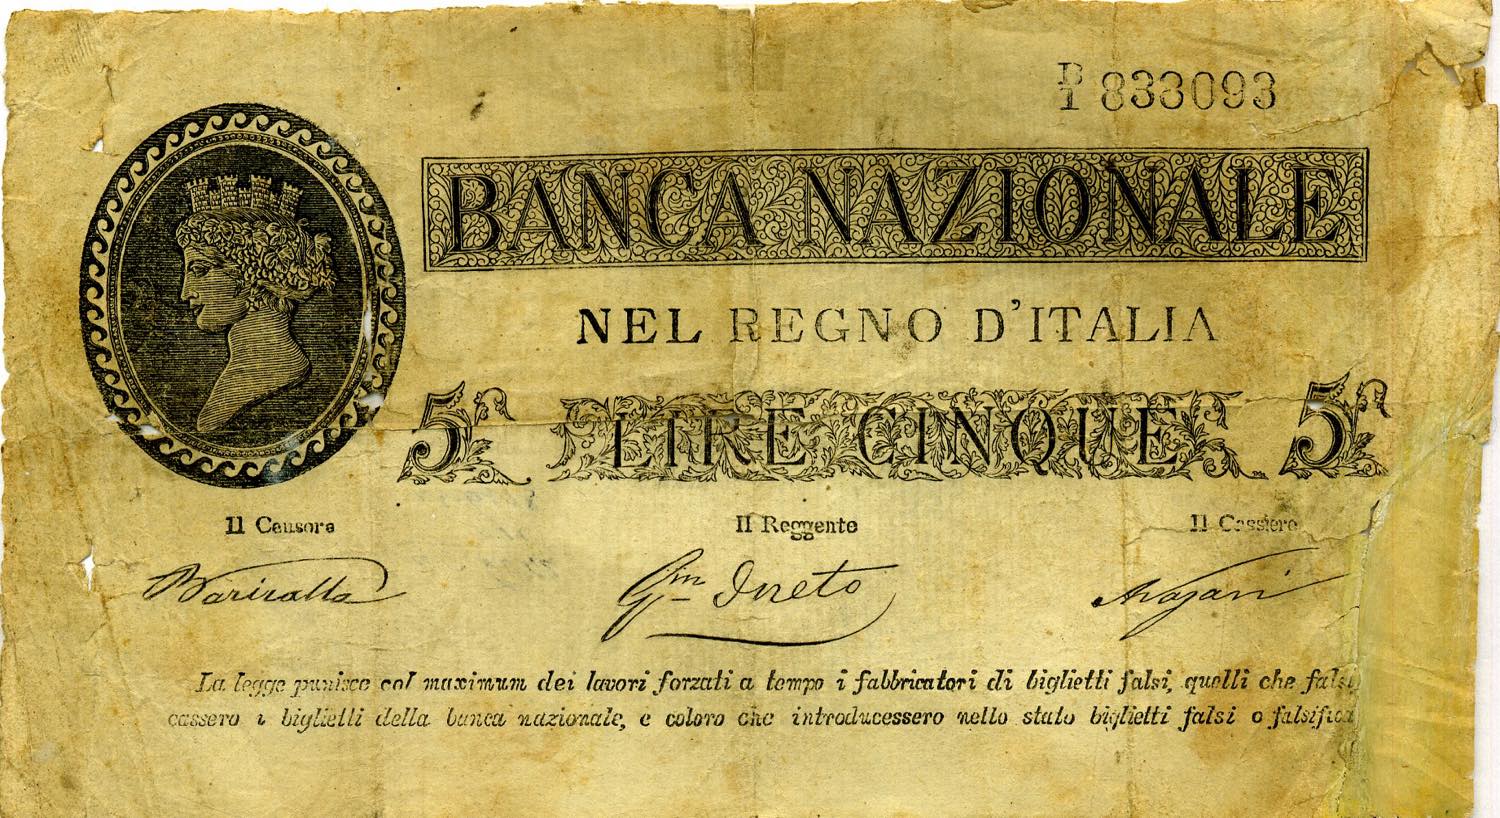 B/1 833093
BANCA NAZIONALE
NEL REGNO D'ITALIA
5 LIRE CINQUE 5
Il Censore Il Reggente Il Cassiere
La legge punisce col maximum dei lavori forzati a tempo i fabbricatori di biglietti falsi, quelli che falsi
cassero i biglietti della banca nazionale, e coloro che introducessero nello stato biglietti falsi o falsifica